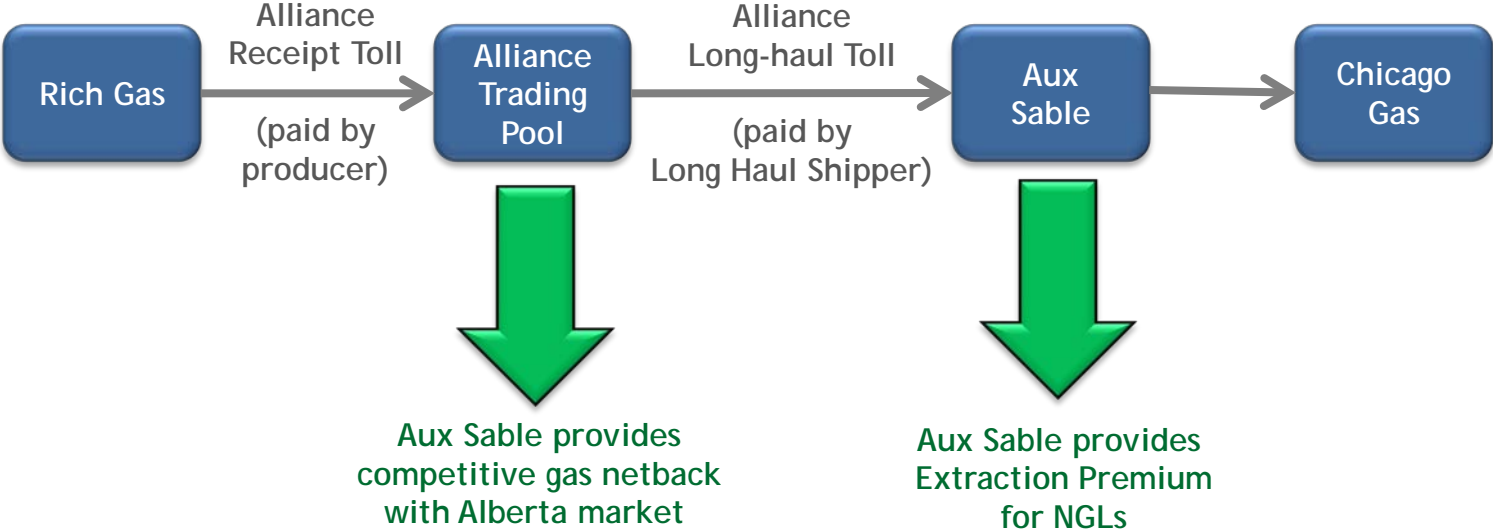 Rich Gas
Alliance
Receipt Toll
(paid by
producer)
Alliance
Trading
Pool
Alliance
Long-haul Toll
(paid by
Long Haul Shipper)
Aux
Sable
Chicago
Gas
Aux Sable provides
competitive gas netback
with Alberta market
Aux Sable provides
Extraction Premium
for NGLs